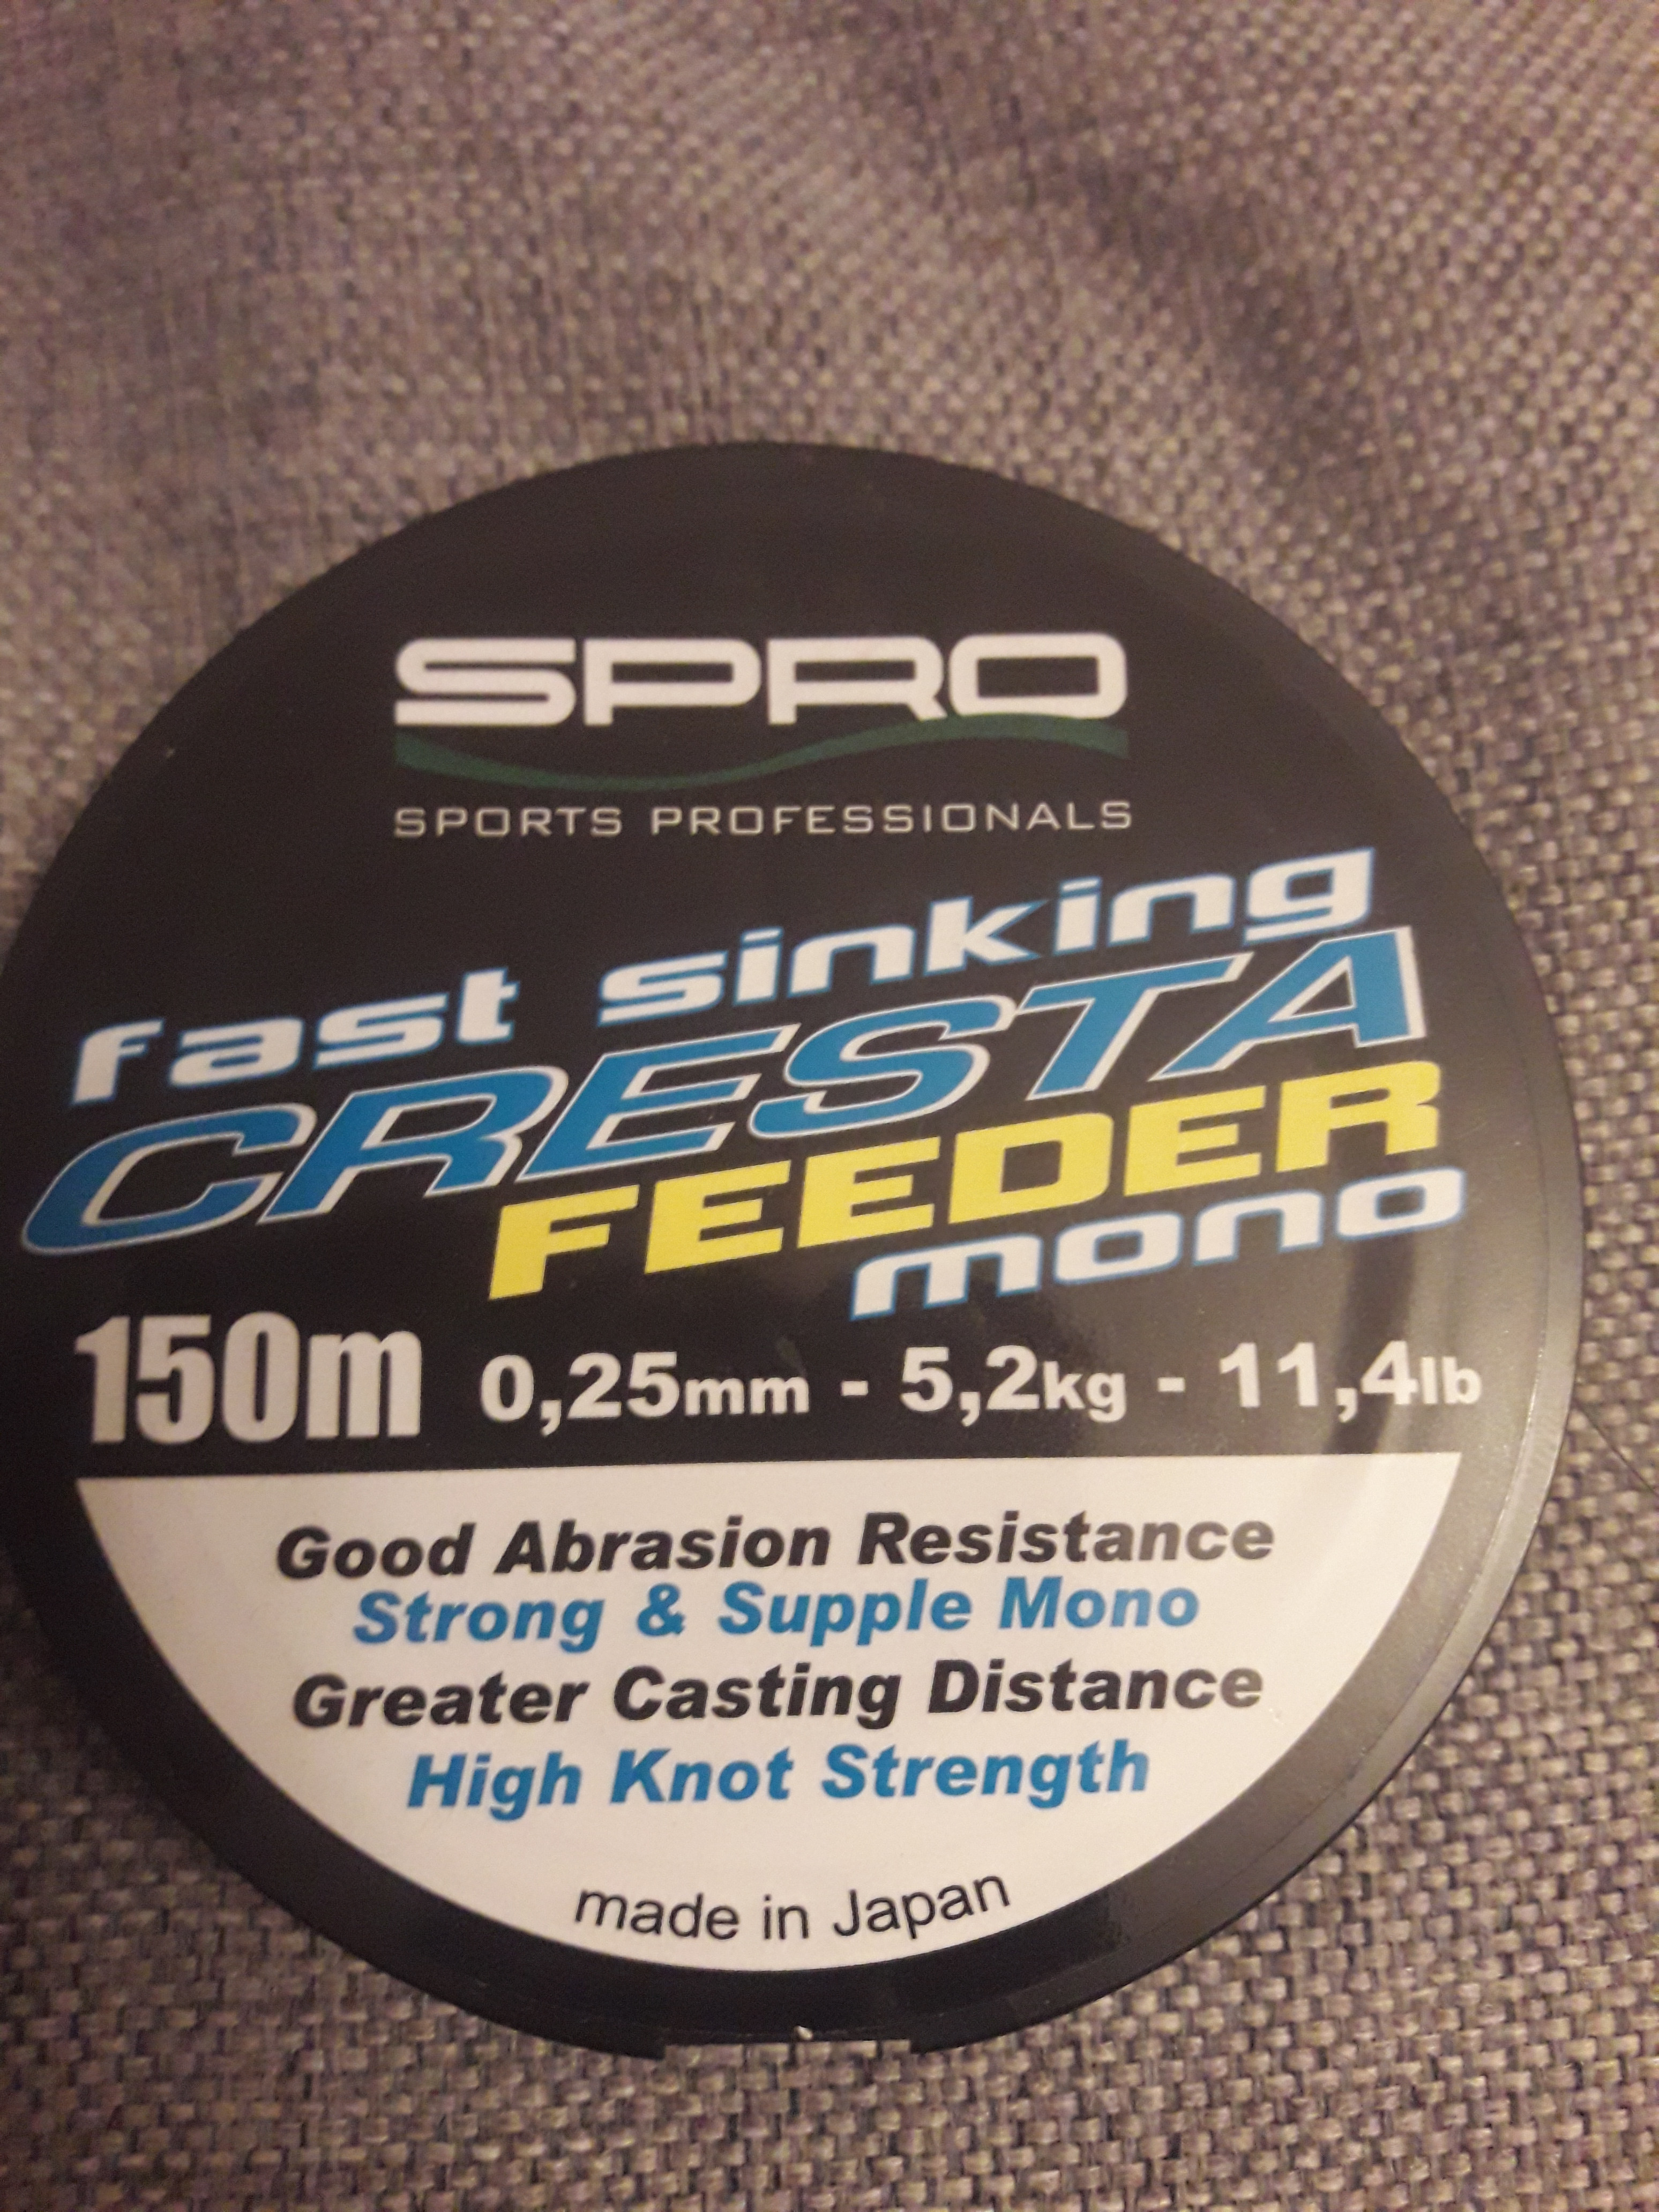 SPRO
SPORTS PROFESSIONALS
fast sinking
CRESTA
FEEDER
mono
150m 0,25mm - 5,2kg - 11,4lb
Good Abrasion Resistance
Strong & Supple Mono
Greater Casting Distance
High Knot Strength
made in Japan